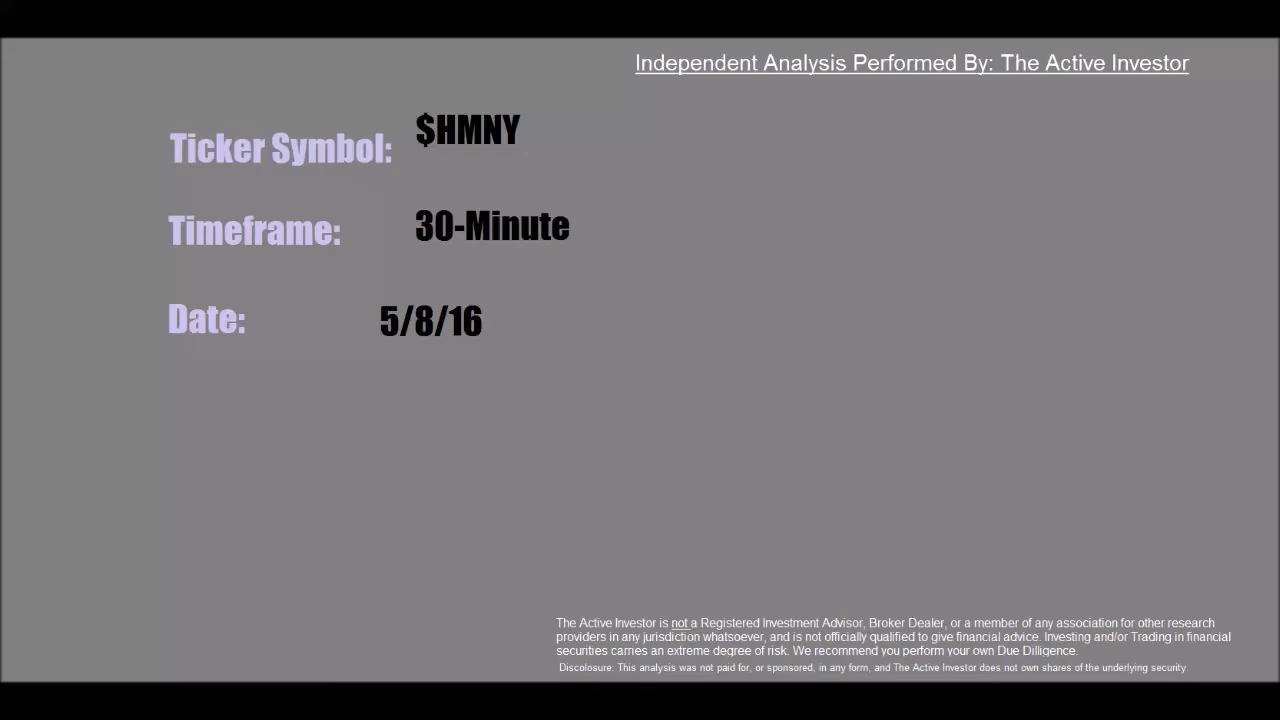 Independent Analysis Performed By: The Active Investor
Ticker Symbol: $HMNY
Timeframe: 30-Minute
Date: 5/8/16
The Active Investor is not a Registered Investment Advisor, Broker Dealer, or a member of any association for other research
providers in any jurisdiction whatsoever, and is not officially qualified to give financial advice. Investing and/or Trading in financial
securities carries an extreme degree of risk. We recommend you perform your own Due Dilligence.
Discolosure: This analysis was not paid for, or sponsored, in any form, and The Active Investor does not own shares of the underlying security.